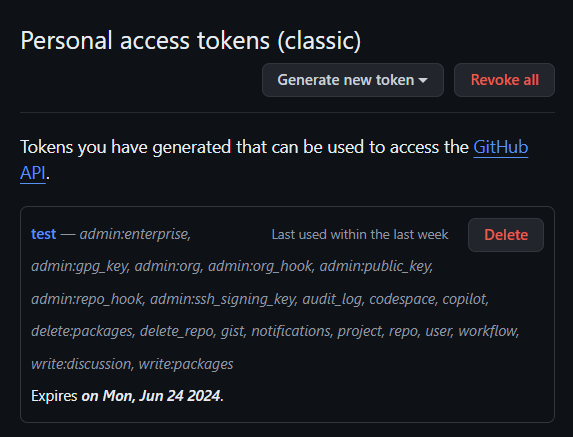 Personal access tokens (classic)
Generate new token
Revoke all
Tokens you have generated that can be used to access the GitHub
API.
test — admin:enterprise,
Last used within the last week
Delete
admin:gpg_key, admin:org, admin:org_hook, admin:public_key,
admin:repo_hook, admin:ssh_signing_key, audit_log, codespace, copilot,
delete:packages, delete_repo, gist, notifications, project, repo, user, workflow,
write:discussion, write:packages
Expires on Mon, Jun 24 2024.